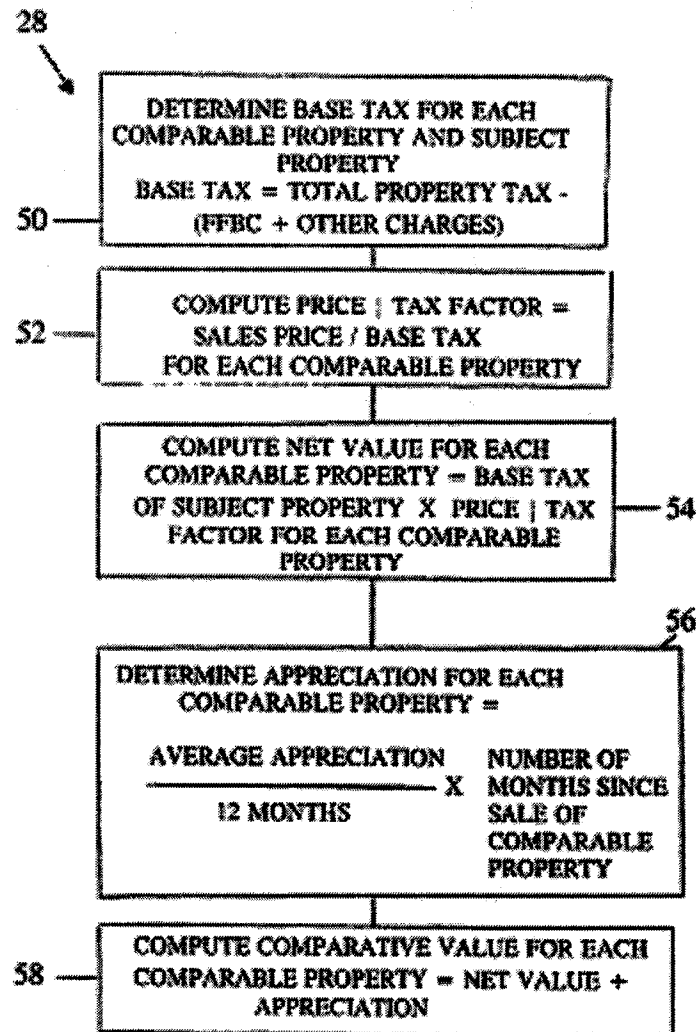 28
DETERMINE BASE TAX FOR EACH
COMPARABLE PROPERTY AND SUBJECT
PROPERTY
BASE TAX = TOTAL PROPERTY TAX -
(FFBC + OTHER CHARGES)
50
COMPUTE PRICE | TAX FACTOR =
SALES PRICE / BASE TAX
FOR EACH COMPARABLE PROPERTY
52
COMPUTE NET VALUE FOR EACH
COMPARABLE PROPERTY = BASE TAX
OF SUBJECT PROPERTY X PRICE | TAX
FACTOR FOR EACH COMPARABLE
PROPERTY
54
56
DETERMINE APPRECIATION FOR EACH
COMPARABLE PROPERTY =
AVERAGE APPRECIATION
12 MONTHS
X
NUMBER OF
MONTHS SINCE
SALE OF
COMPARABLE
PROPERTY
COMPUTE COMPARATIVE VALUE FOR EACH
COMPARABLE PROPERTY = NET VALUE +
APPRECIATION
58